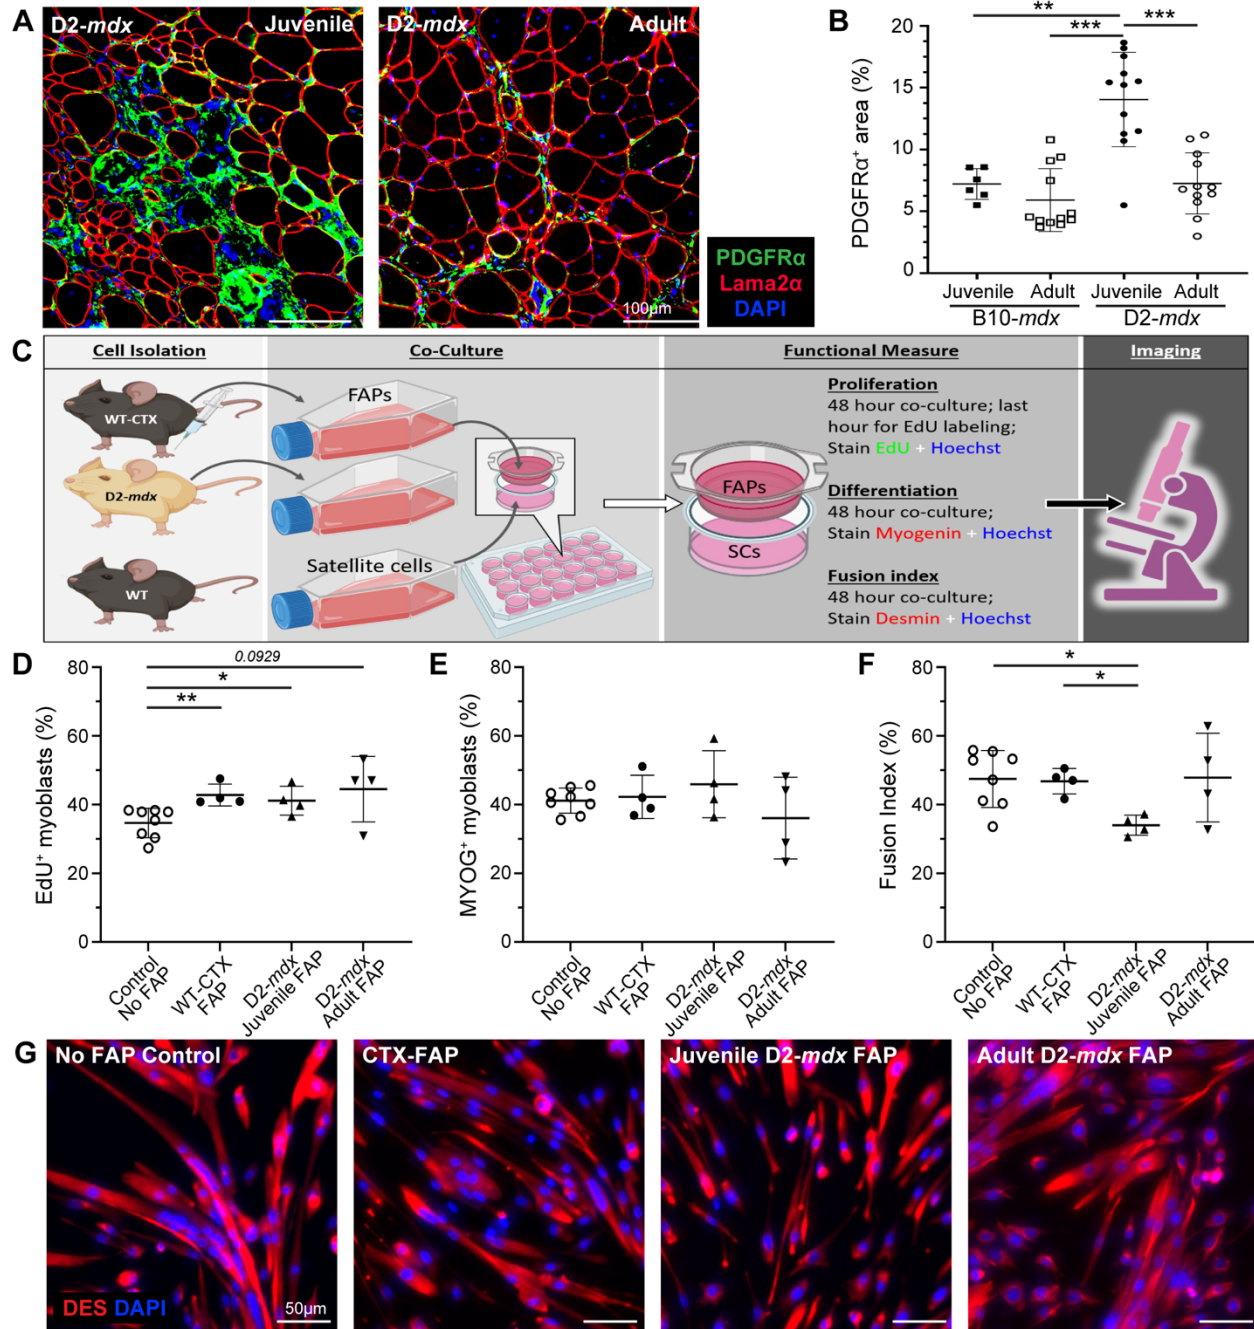 A
D2-mdx Juvenile
D2-mdx Adult
100µm
PDGFRα
Lama2α
DAPI
B
** 
*** ***
PDGFRα⁺ area (%)
20
15
10
5
0
Juvenile Adult Juvenile Adult
B10-mdx D2-mdx
C
Cell Isolation
Co-Culture
Functional Measure
Imaging
WT-CTX
D2-mdx
WT
FAPs
Satellite cells
FAPs
SCs
Proliferation
48 hour co-culture; last
hour for EdU labeling;
Stain EdU + Hoechst
Differentiation
48 hour co-culture;
Stain Myogenin + Hoechst
Fusion index
48 hour co-culture;
Stain Desmin + Hoechst
D
0.0929
*
**
EdU⁺ myoblasts (%)
80
60
40
20
0
Control No FAP
WT-CTX FAP
D2-mdx Juvenile FAP
D2-mdx Adult FAP
E
MYOG⁺ myoblasts (%)
80
60
40
20
0
Control No FAP
WT-CTX FAP
D2-mdx Juvenile FAP
D2-mdx Adult FAP
F
*
*
Fusion Index (%)
80
60
40
20
0
Control No FAP
WT-CTX FAP
D2-mdx Juvenile FAP
D2-mdx Adult FAP
G
No FAP Control
CTX-FAP
Juvenile D2-mdx FAP
Adult D2-mdx FAP
DES DAPI
50µm